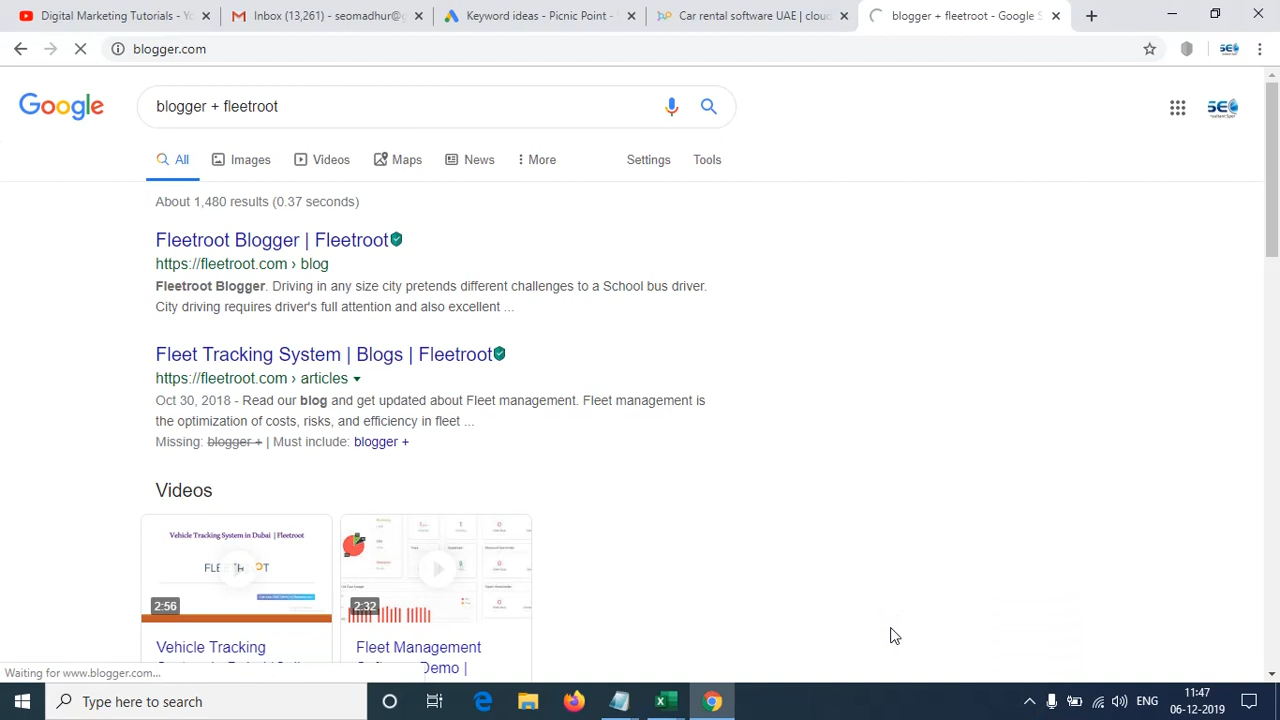 Digital Marketing Tutorials - Yo
Inbox (13,261) - seomadhur@g
Keyword ideas - Picnic Point -
Car rental software UAE | cloud
blogger + fleetroot - Google S
blogger.com
Google
blogger + fleetroot
All
Images
Videos
Maps
News
More
Settings
Tools
About 1,480 results (0.37 seconds)
Fleetroot Blogger | Fleetroot
https://fleetroot.com › blog
Fleetroot Blogger. Driving in any size city pretends different challenges to a School bus driver.
City driving requires driver's full attention and also excellent ...
Fleet Tracking System | Blogs | Fleetroot
https://fleetroot.com › articles
Oct 30, 2018 - Read our blog and get updated about Fleet management. Fleet management is
the optimization of costs, risks, and efficiency in fleet ...
Missing: blogger + | Must include: blogger +
Videos
Vehicle Tracking System in Dubai | Fleetroot
2:56
2:32
Vehicle Tracking
Fleet Management
Demo |
Waiting for www.blogger.com...
Type here to search
ENG
11:47
06-12-2019